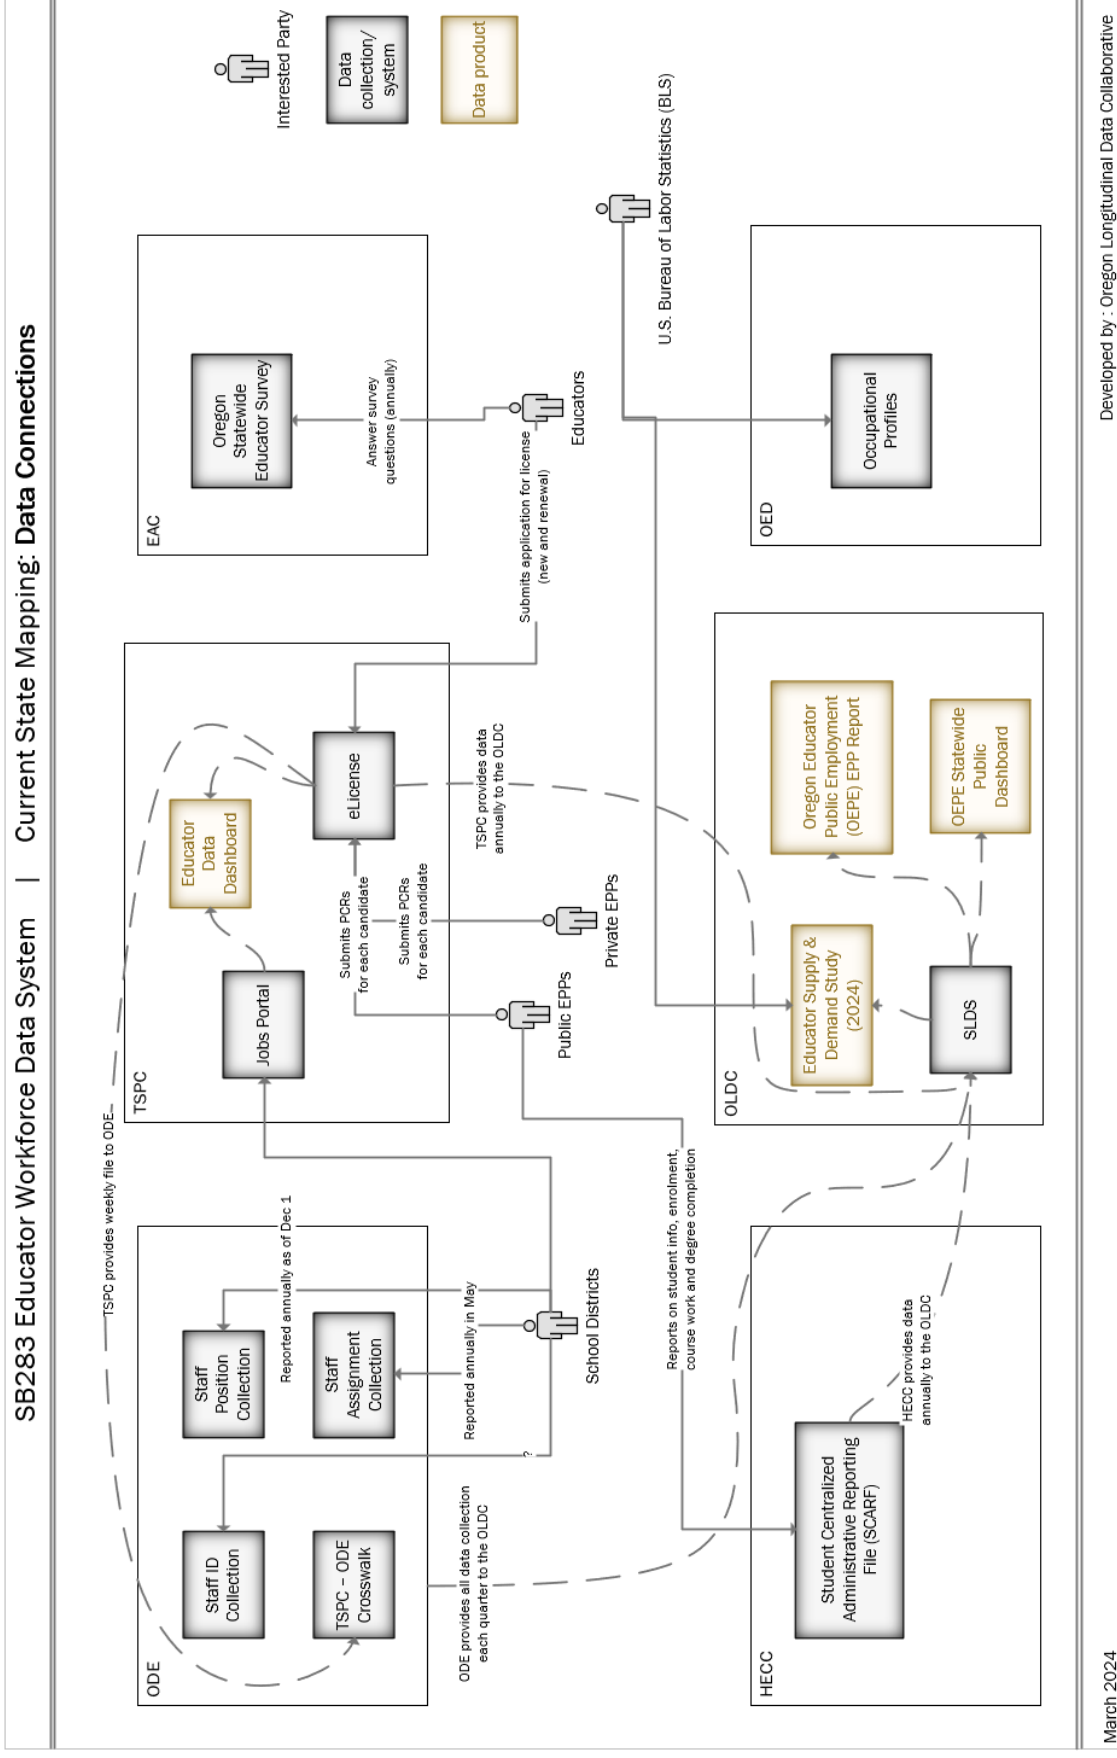 SB283 Educator Workforce Data System | Current State Mapping: Data Connections
Interested Party
Data
collection/
system
Data product
ODE
Staff ID
Collection
TSPC – ODE
Crosswalk
Staff
Position
Collection
Staff
Assignment
Collection
TSPC provides weekly file to ODE
Reported annually as of Dec 1
Reported annually in May
?
School Districts
ODE provides all data collection
each quarter to the OLDC
TSPC
Jobs Portal
Educator
Data
Dashboard
eLicense
Submits PCRs
for each candidate
Submits PCRs
for each candidate
Public EPPs
Private EPPs
TSPC provides data
annually to the OLDC
EAC
Oregon
Statewide
Educator Survey
Answer survey
questions (annually)
Educators
Submits application for license
(new and renewal)
U.S. Bureau of Labor Statistics (BLS)
HECC
Student Centralized
Administrative Reporting
File (SCARF)
HECC provides data
annually to the OLDC
Reports on student info, enrolment,
course work and degree completion
OLDC
Educator Supply &
Demand Study
(2024)
SLDS
Oregon Educator
Public Employment
(OEPE) EPP Report
OEPE Statewide
Public
Dashboard
OED
Occupational
Profiles
March 2024
Developed by : Oregon Longitudinal Data Collaborative